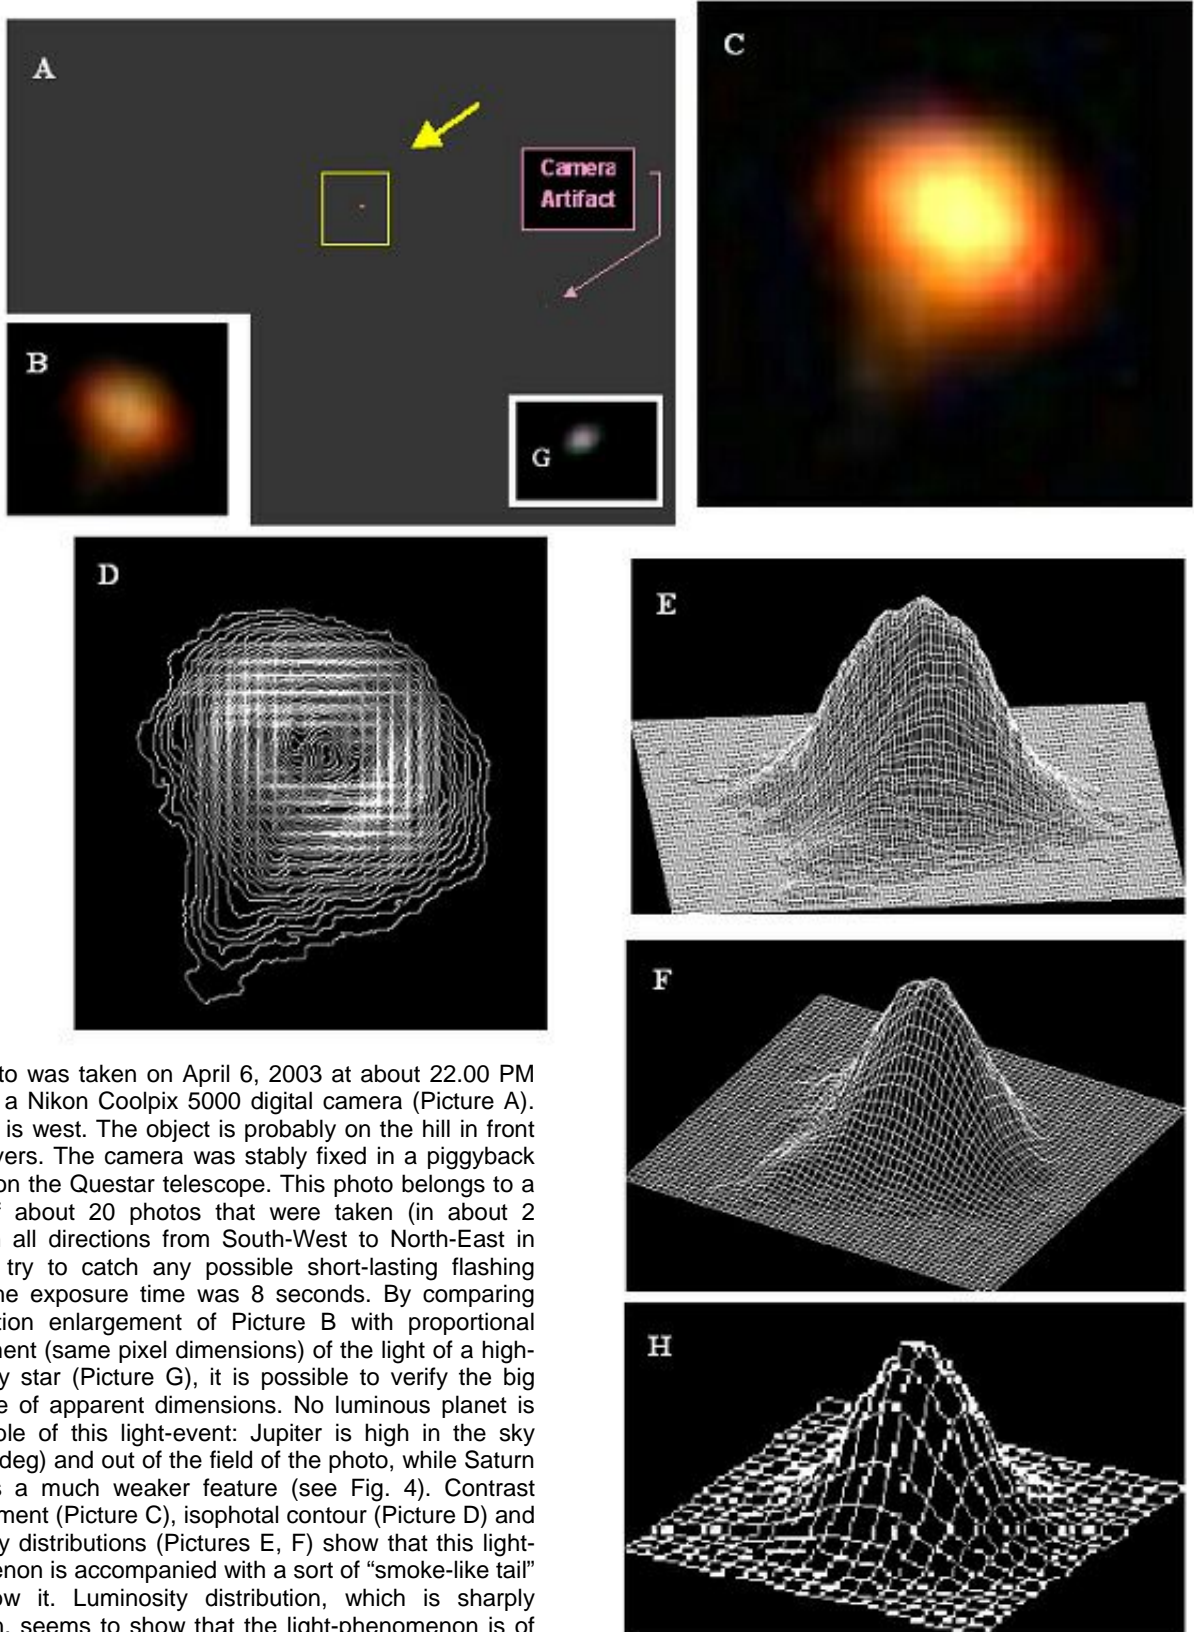 A
Camera
Artifact
C
B
G
D
E
F
H
to was taken on April 6, 2003 at about 22.00 PM
a Nikon Coolpix 5000 digital camera (Picture A).
is west. The object is probably on the hill in front
yers. The camera was stably fixed in a piggyback
on the Questar telescope. This photo belongs to a
f about 20 photos that were taken (in about 2
all directions from South-West to North-East in
try to catch any possible short-lasting flashing
he exposure time was 8 seconds. By comparing
tion enlargement of Picture B with proportional
ment (same pixel dimensions) of the light of a high-
y star (Picture G), it is possible to verify the big
e of apparent dimensions. No luminous planet is
ble of this light-event: Jupiter is high in the sky
deg) and out of the field of the photo, while Saturn
s a much weaker feature (see Fig. 4). Contrast
ment (Picture C), isophotal contour (Picture D) and
y distributions (Pictures E, F) show that this light-
enon is accompanied with a sort of “smoke-like tail”
ow it. Luminosity distribution, which is sharply
n, seems to show that the light-phenomenon is of